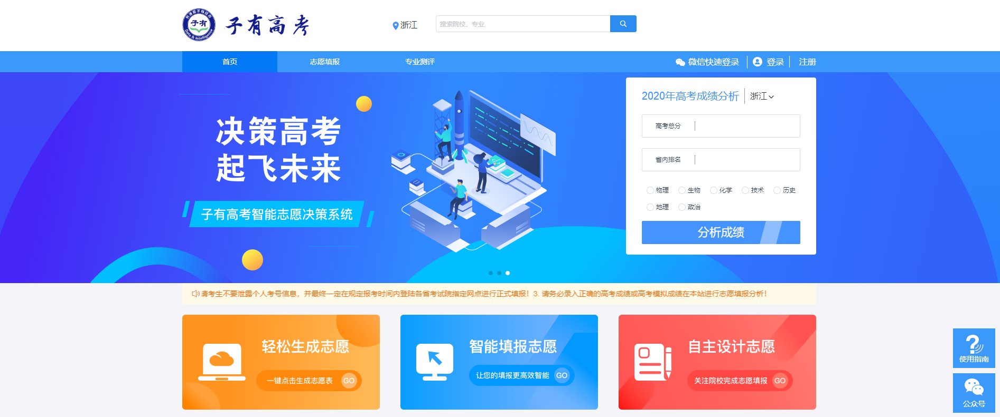 子有
Data & Intelligence
子有高考
浙江
搜索院校、专业
首页
志愿填报
专业测评
微信快速登录
登录
注册
决策高考
起飞未来
子有高考智能志愿决策系统
2020年高考成绩分析
浙江
高考总分
省内排名
物理 生物 化学 技术 历史
地理 政治
分析成绩
请考生不要泄露个人考号信息，并最终一定在规定报考时间内登陆各省考试院指定网点进行正式填报！3. 请务必录入正确的高考成绩或高考模拟成绩在本站进行志愿填报分析！
轻松生成志愿
一键点击生成志愿表 GO
智能填报志愿
让您的填报更高效智能 GO
自主设计志愿
关注院校完成志愿填报 GO
使用指南
公众号